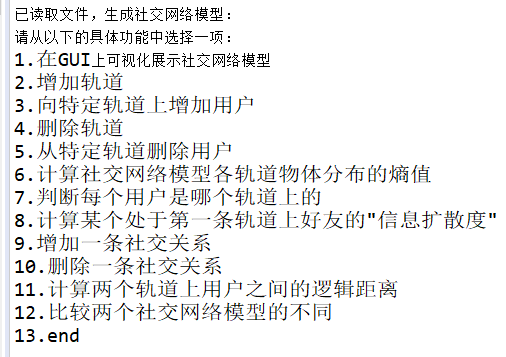 已读取文件，生成社交网络模型：
请从以下的具体功能中选择一项：
1.在GUI上可视化展示社交网络模型
2.增加轨道
3.向特定轨道上增加用户
4.删除轨道
5.从特定轨道删除用户
6.计算社交网络模型各轨道物体分布的熵值
7.判断每个用户是哪个轨道上的
8.计算某个处于第一条轨道上好友的"信息扩散度"
9.增加一条社交关系
10.删除一条社交关系
11.计算两个轨道上用户之间的逻辑距离
12.比较两个社交网络模型的不同
13.end